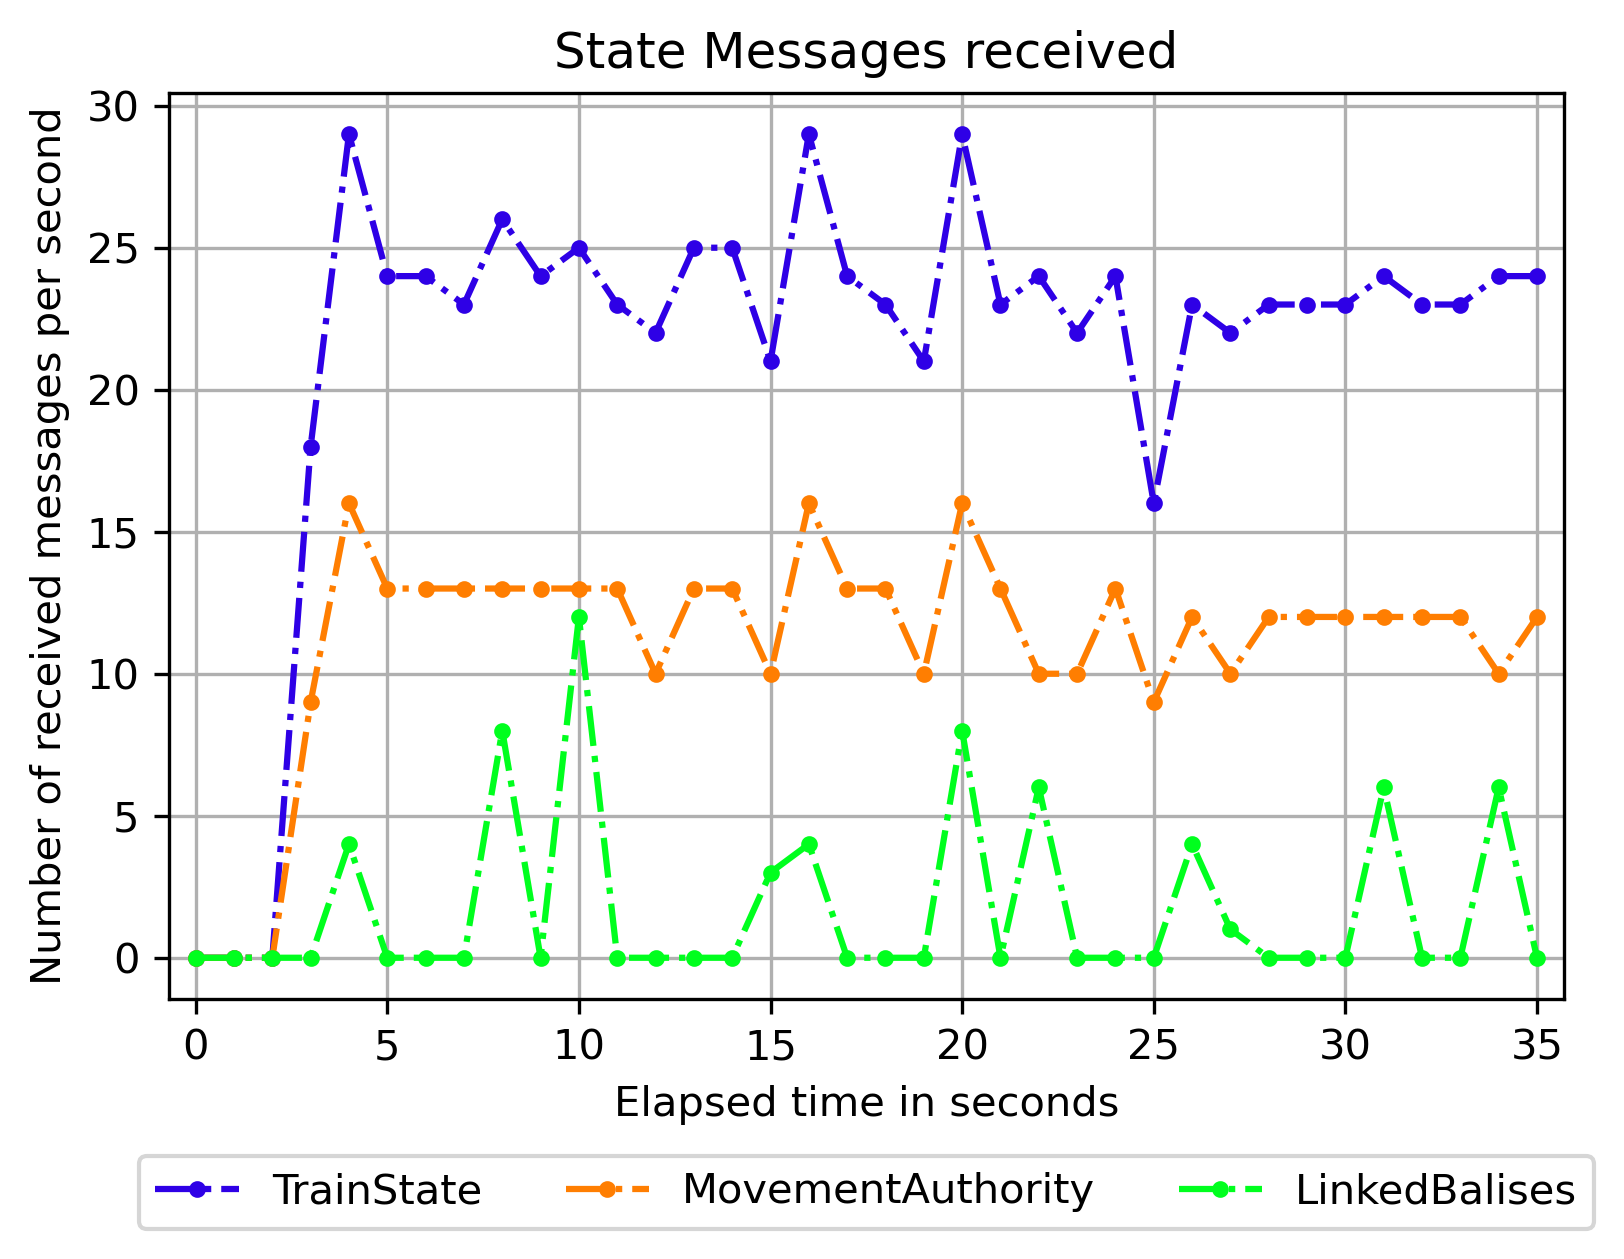 State Messages received
Number of received messages per second
30
25
20
15
10
5
0
0 5 10 15 20 25 30 35
Elapsed time in seconds
TrainState MovementAuthority LinkedBalises